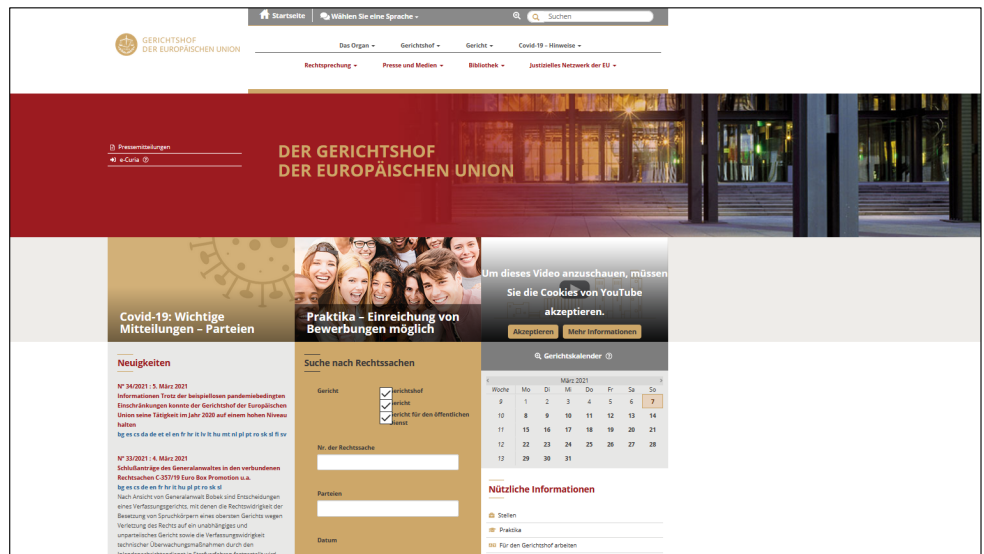 Startseite
Wählen Sie eine Sprache
Suchen
GERICHTSHOF
DER EUROPÄISCHEN UNION
Das Organ
Gerichtshof
Gericht
Covid-19 – Hinweise
Rechtsprechung
Presse und Medien
Bibliothek
Justizielles Netzwerk der EU
Pressemitteilungen
e-Curia
DER GERICHTSHOF
DER EUROPÄISCHEN UNION
Covid-19: Wichtige
Mitteilungen – Parteien
Praktika – Einreichung von
Bewerbungen möglich
Um dieses Video anzuschauen, müssen
Sie die Cookies von YouTube
akzeptieren.
Akzeptieren
Mehr Informationen
Neuigkeiten
N° 34/2021 : 5. März 2021
Informationen Trotz der beispiellosen pandemiebedingten
Einschränkungen konnte der Gerichtshof der Europäischen
Union seine Tätigkeit im Jahr 2020 auf einem hohen Niveau
halten
bg es cs da de et el en fr hr it lv lt hu mt nl pl pt ro sk sl fi sv
N° 33/2021 : 4. März 2021
Schlußanträge des Generalanwaltes in den verbundenen
Rechtsachen C-357/19 Euro Box Promotion u.a.
bg es cs de en fr hr it hu pl pt ro sk sl
Nach Ansicht von Generalanwalt Bobek sind Entscheidungen
eines Verfassungsgerichts, mit denen die Rechtswidrigkeit der
Besetzung von Spruchkörpern eines obersten Gerichts wegen
Verletzung des Rechts auf ein unabhängiges und
unparteiisches Gericht sowie die Verfassungswidrigkeit
technischer Überwachungsmaßnahmen durch den
Suche nach Rechtssachen
Gericht
Gerichtshof
Gericht
Gericht für den öffentlichen
Dienst
Nr. der Rechtssache
Parteien
Datum
Gerichtskalender
März 2021
Woche Mo Di Mi Do Fr Sa So
9 1 2 3 4 5 6 7
10 8 9 10 11 12 13 14
11 15 16 17 18 19 20 21
12 22 23 24 25 26 27 28
13 29 30 31
Nützliche Informationen
Stellen
Praktika
Für den Gerichtshof arbeiten